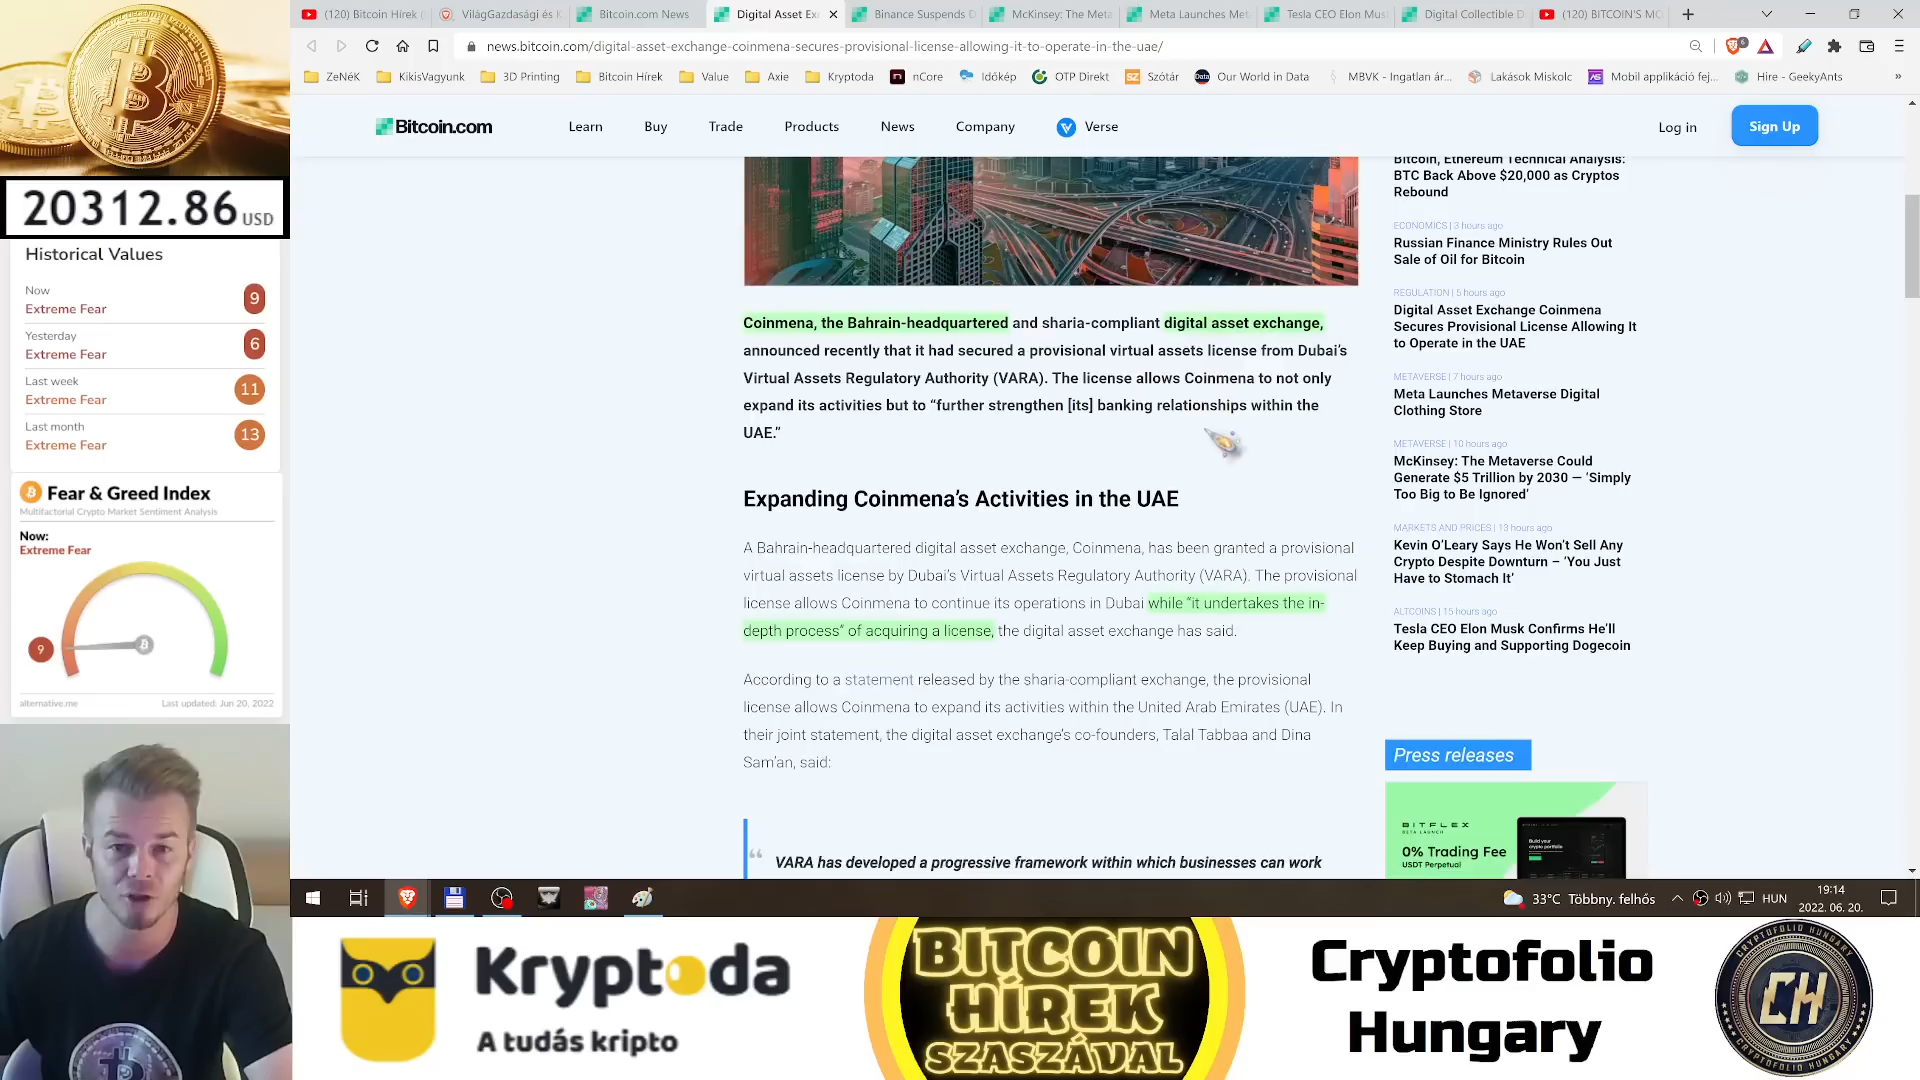 (120) Bitcoin Hírek
VilágGazdasági és K
Bitcoin.com News
Digital Asset Ex
Binance Suspends D
McKinsey: The Meta
Meta Launches Met
Tesla CEO Elon Mus
Digital Collectible D
(120) BITCOIN'S MO
news.bitcoin.com/digital-asset-exchange-coinmena-secures-provisional-license-allowing-it-to-operate-in-the-uae/
6
ZeNéK
KikisVagyunk
3D Printing
Bitcoin Hírek
Value
Axie
Kryptoda
nCore
Időkép
OTP Direkt
SZ Szótár
Our World in Data
MBVK - Ingatlan ár...
Lakások Miskolc
Mobil applikáció fej...
Hire - GeekyAnts
»
Bitcoin.com
Learn
Buy
Trade
Products
News
Company
Verse
Log in
Sign Up
20312.86 USD
Historical Values
Now
Extreme Fear
9
Yesterday
Extreme Fear
6
Last week
Extreme Fear
11
Last month
Extreme Fear
13
Fear & Greed Index
Multifactorial Crypto Market Sentiment Analysis
Now:
Extreme Fear
9
alternative.me
Last updated: Jun 20, 2022
Coinmena, the Bahrain-headquartered and sharia-compliant digital asset exchange,
announced recently that it had secured a provisional virtual assets license from Dubai's
Virtual Assets Regulatory Authority (VARA). The license allows Coinmena to not only
expand its activities but to “further strengthen [its] banking relationships within the
UAE.”
Expanding Coinmena's Activities in the UAE
A Bahrain-headquartered digital asset exchange, Coinmena, has been granted a provisional
virtual assets license by Dubai's Virtual Assets Regulatory Authority (VARA). The provisional
license allows Coinmena to continue its operations in Dubai while “it undertakes the in-
depth process” of acquiring a license, the digital asset exchange has said.
According to a statement released by the sharia-compliant exchange, the provisional
license allows Coinmena to expand its activities within the United Arab Emirates (UAE). In
their joint statement, the digital asset exchange's co-founders, Talal Tabbaa and Dina
Sam'an, said:
“ VARA has developed a progressive framework within which businesses can work
Bitcoin, Ethereum Technical Analysis:
BTC Back Above $20,000 as Cryptos
Rebound
ECONOMICS | 3 hours ago
Russian Finance Ministry Rules Out
Sale of Oil for Bitcoin
REGULATION | 5 hours ago
Digital Asset Exchange Coinmena
Secures Provisional License Allowing It
to Operate in the UAE
METAVERSE | 7 hours ago
Meta Launches Metaverse Digital
Clothing Store
METAVERSE | 10 hours ago
McKinsey: The Metaverse Could
Generate $5 Trillion by 2030 — ‘Simply
Too Big to Be Ignored’
MARKETS AND PRICES | 13 hours ago
Kevin O'Leary Says He Won't Sell Any
Crypto Despite Downturn – ‘You Just
Have to Stomach It’
ALTCOINS | 15 hours ago
Tesla CEO Elon Musk Confirms He'll
Keep Buying and Supporting Dogecoin
Press releases
BITFLEX
BETA LAUNCH
0% Trading Fee
USDT Perpetual
Build your
crypto portfolio
33°C Többny. felhős
HUN
19:14
2022. 06. 20.
Kryptoda
A tudás kripto
BITCOIN
HÍREK
SZASZÁVAL
Cryptofolio
Hungary
CRYPTOFOLIO HUNGARY
CH
CRYPTOFOLIO HUNGARY